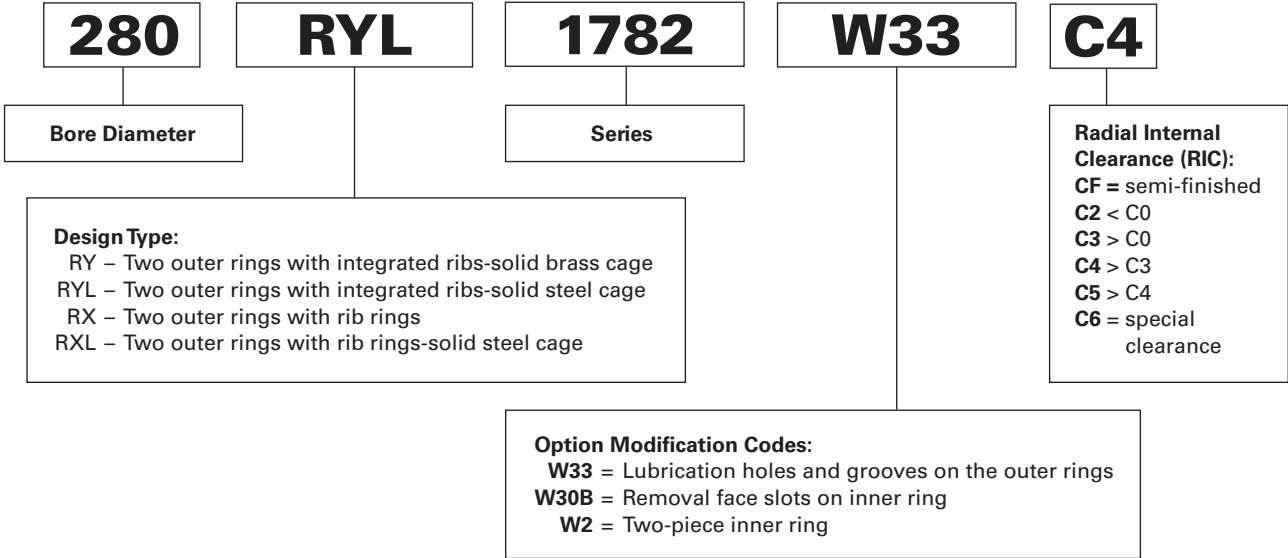 280 RYL 1782 W33 C4
Bore Diameter
Series
Radial Internal
Clearance (RIC):
CF = semi-finished
C2 < C0
C3 > C0
C4 > C3
C5 > C4
C6 = special
clearance
Design Type:
RY – Two outer rings with integrated ribs-solid brass cage
RYL – Two outer rings with integrated ribs-solid steel cage
RX – Two outer rings with rib rings
RXL – Two outer rings with rib rings-solid steel cage
Option Modification Codes:
W33 = Lubrication holes and grooves on the outer rings
W30B = Removal face slots on inner ring
W2 = Two-piece inner ring